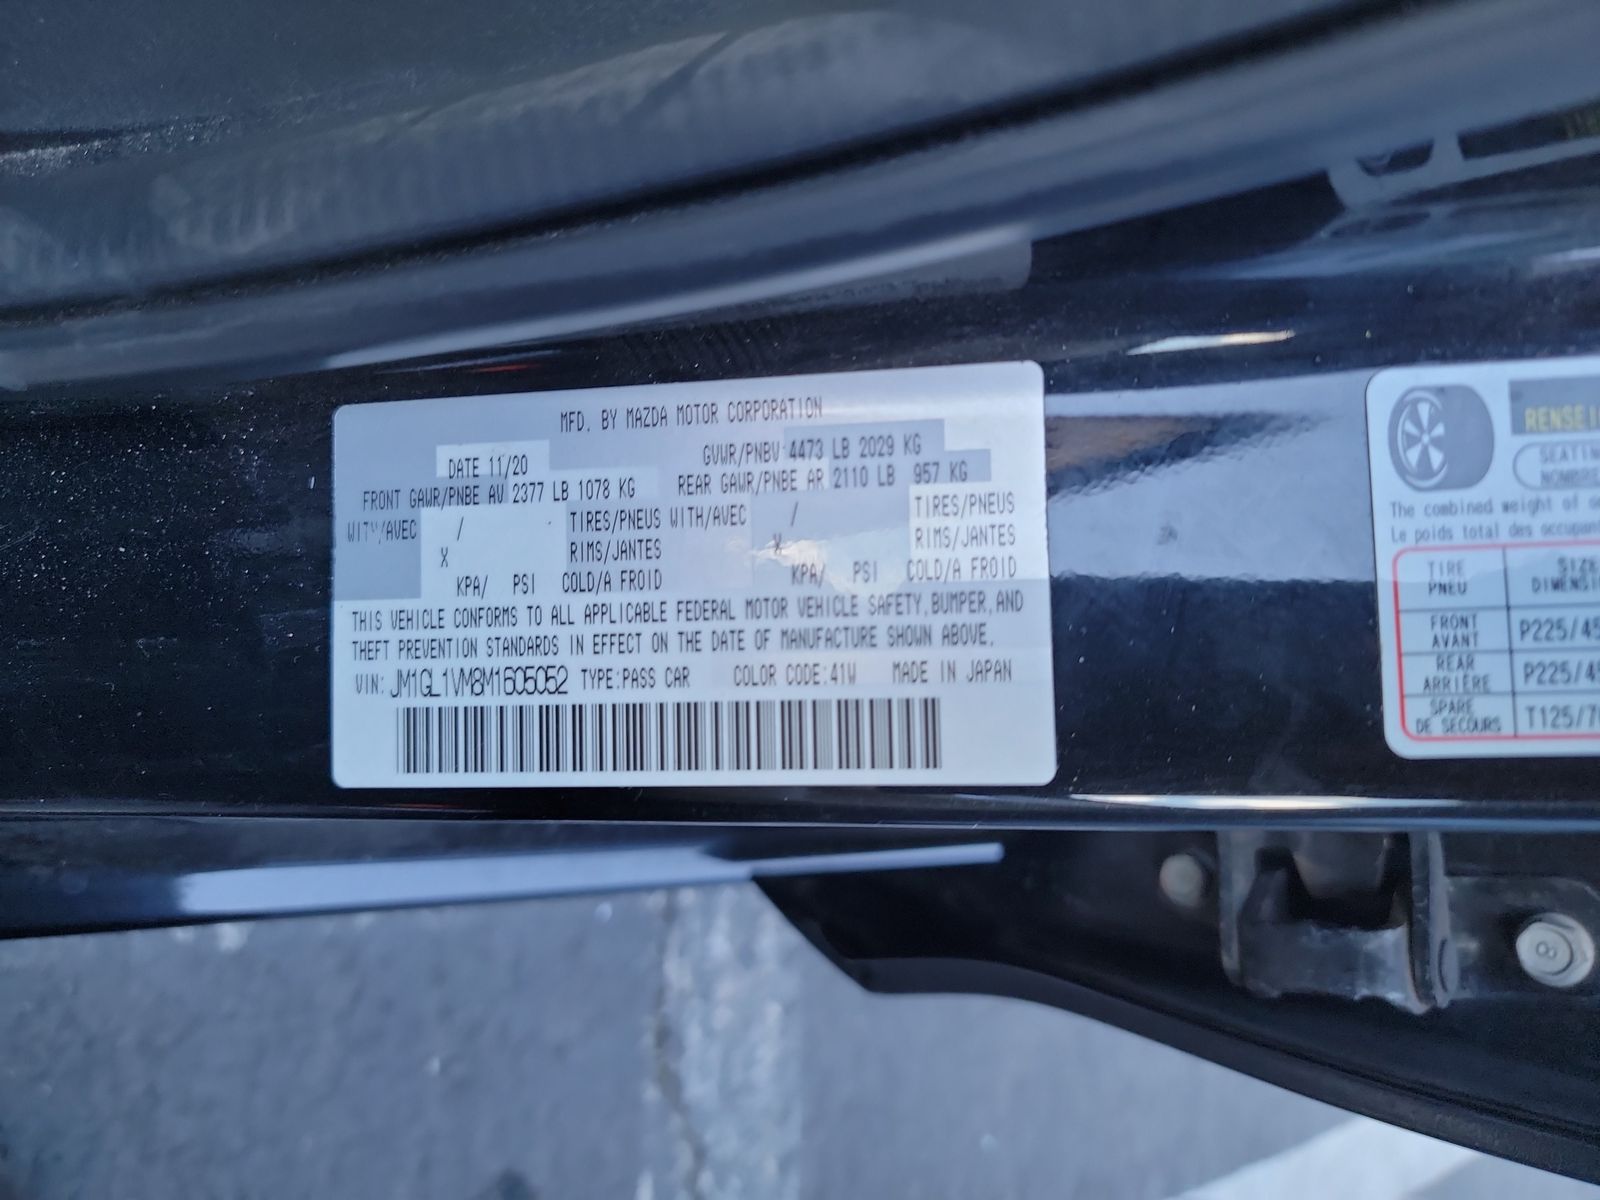 MFD. BY MAZDA MOTOR CORPORATION
DATE 11/20
GVWR/PNBV 4473 LB 2029 KG
FRONT GAWR/PNBE AV 2377 LB 1078 KG
REAR GAWR/PNBE AR 2110 LB 957 KG
WITH/AVEC / TIRES/PNEUS WITH/AVEC / TIRES/PNEUS
X RIMS/JANTES X RIMS/JANTES
KPA/ PSI COLD/A FROID KPA/ PSI COLD/A FROID
THIS VEHICLE CONFORMS TO ALL APPLICABLE FEDERAL MOTOR VEHICLE SAFETY, BUMPER, AND
THEFT PREVENTION STANDARDS IN EFFECT ON THE DATE OF MANUFACTURE SHOWN ABOVE.
VIN: JM1GL1VM8M1605052 TYPE:PASS CAR COLOR CODE:41W MADE IN JAPAN
RENSEI
SEATIN
NOMBRE
The combined weight of
Le poids total des occupan
TIRE SIZE
PNEU DIMENSI
FRONT
AVANT P225/45
REAR
ARRIÈRE P225/45
SPARE
DE SECOURS T125/7
8